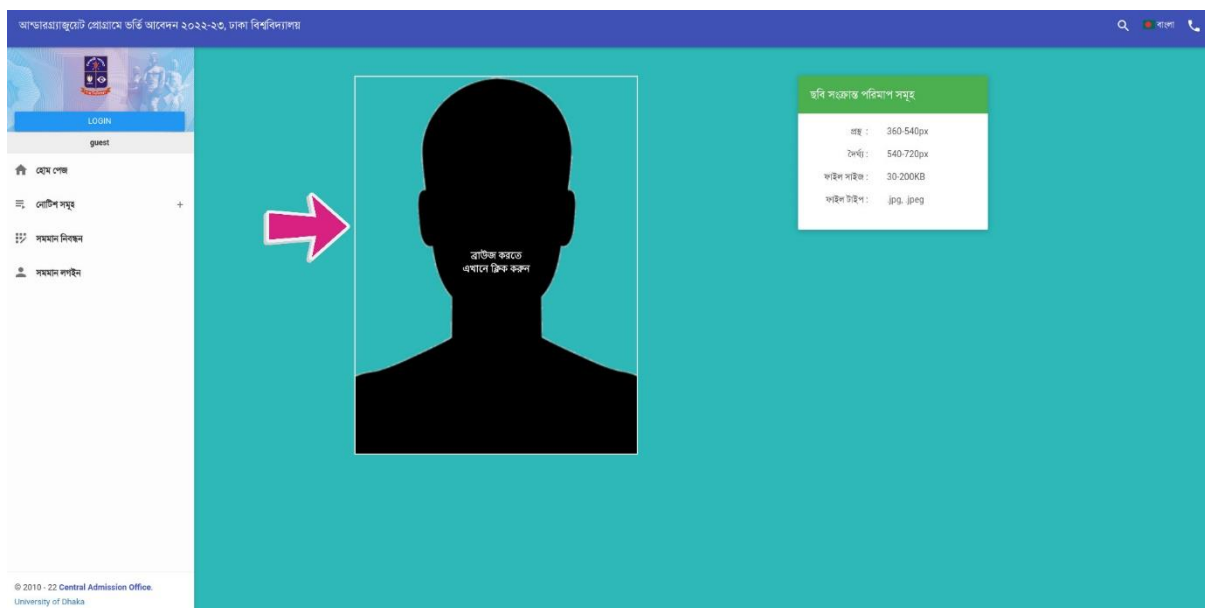 আন্ডারগ্র্যাজুয়েট প্রোগ্রামে ভর্তি আবেদন ২০২২-২৩, ঢাকা বিশ্ববিদ্যালয়
বাংলা
LOGIN
guest
হোম পেজ
নোটিশ সমূহ +
সমমান নিবন্ধন
সমমান লগইন
ব্রাউজ করতে
এখানে ক্লিক করুন
ছবি সংক্রান্ত পরিমাপ সমূহ
প্রস্থ : 360-540px
দৈর্ঘ্য : 540-720px
ফাইল সাইজ : 30-200KB
ফাইল টাইপ : .jpg, .jpeg
© 2010 - 22 Central Admission Office.
University of Dhaka